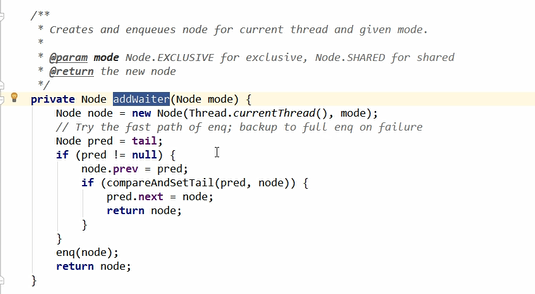 /**
 * Creates and enqueues node for current thread and given mode.
 *
 * @param mode Node.EXCLUSIVE for exclusive, Node.SHARED for shared
 * @return the new node
 */
private Node addWaiter(Node mode) {
    Node node = new Node(Thread.currentThread(), mode);
    // Try the fast path of enq; backup to full enq on failure
    Node pred = tail;
    if (pred != null) {
        node.prev = pred;
        if (compareAndSetTail(pred, node)) {
            pred.next = node;
            return node;
        }
    }
    enq(node);
    return node;
}